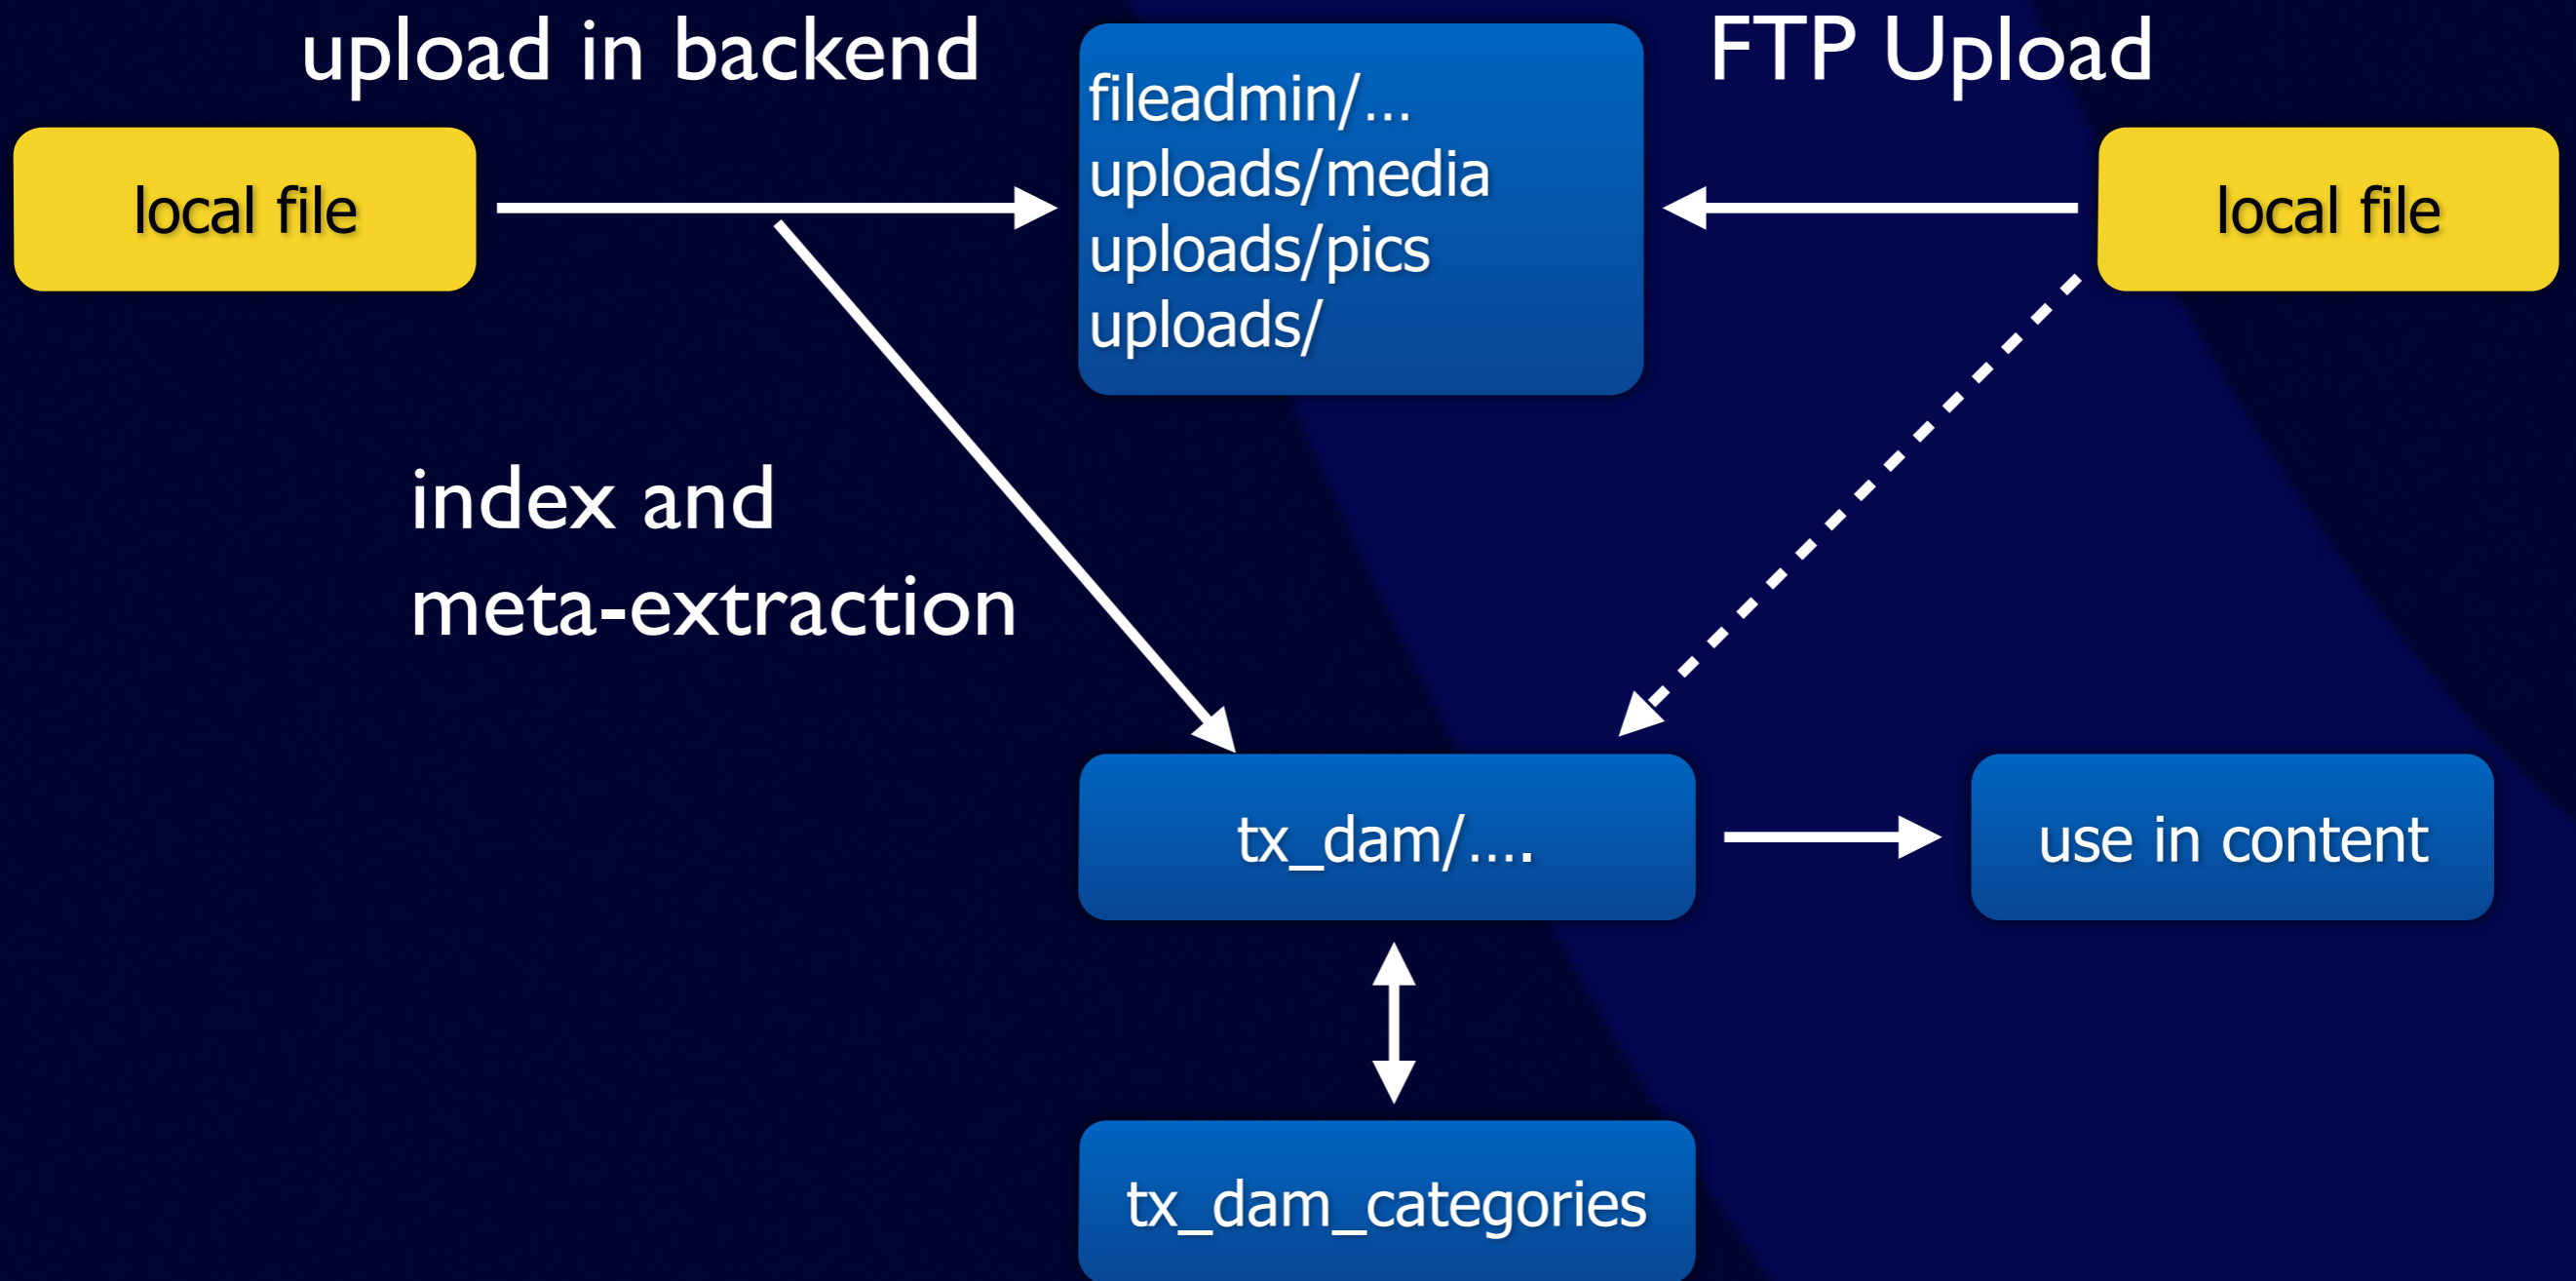 upload in backend
FTP Upload
fileadmin/...
uploads/media
uploads/pics
uploads/
local file
local file
index and
meta-extraction
tx_dam/....
use in content
tx_dam_categories